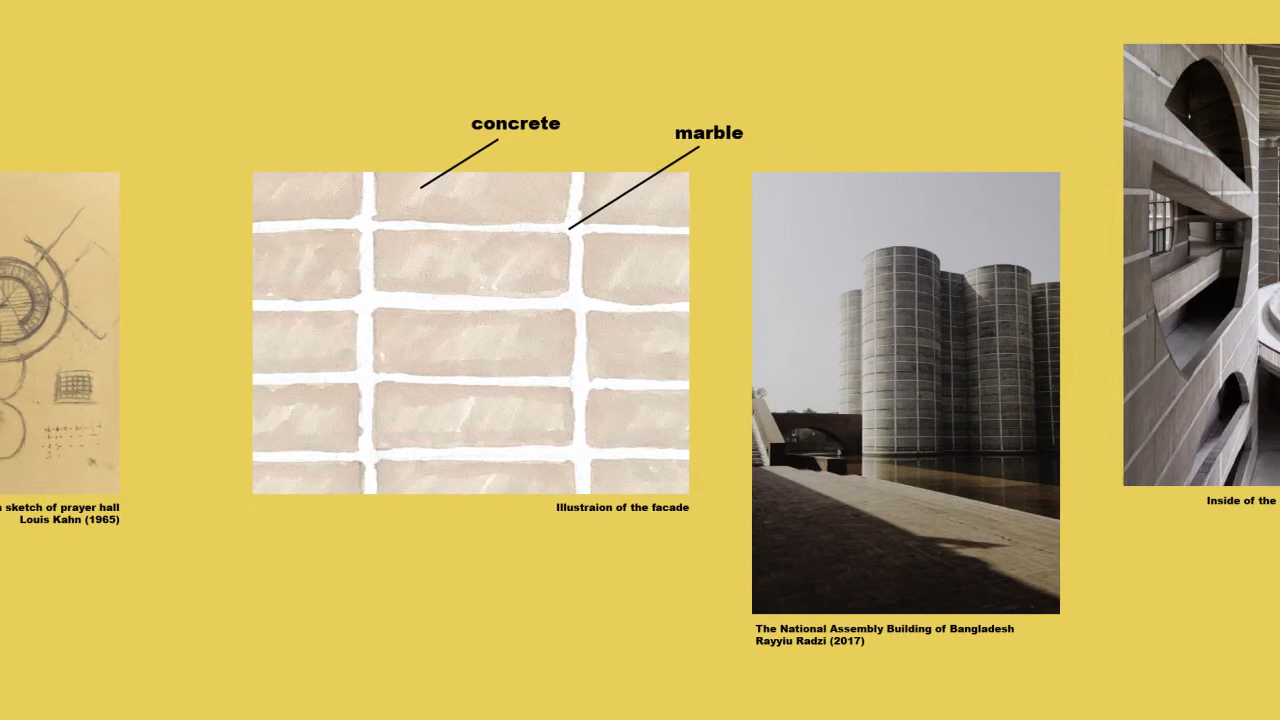 concrete
marble
sketch of prayer hall
Louis Kahn (1965)
Illustraion of the facade
The National Assembly Building of Bangladesh
Rayyiu Radzi (2017)
Inside of the